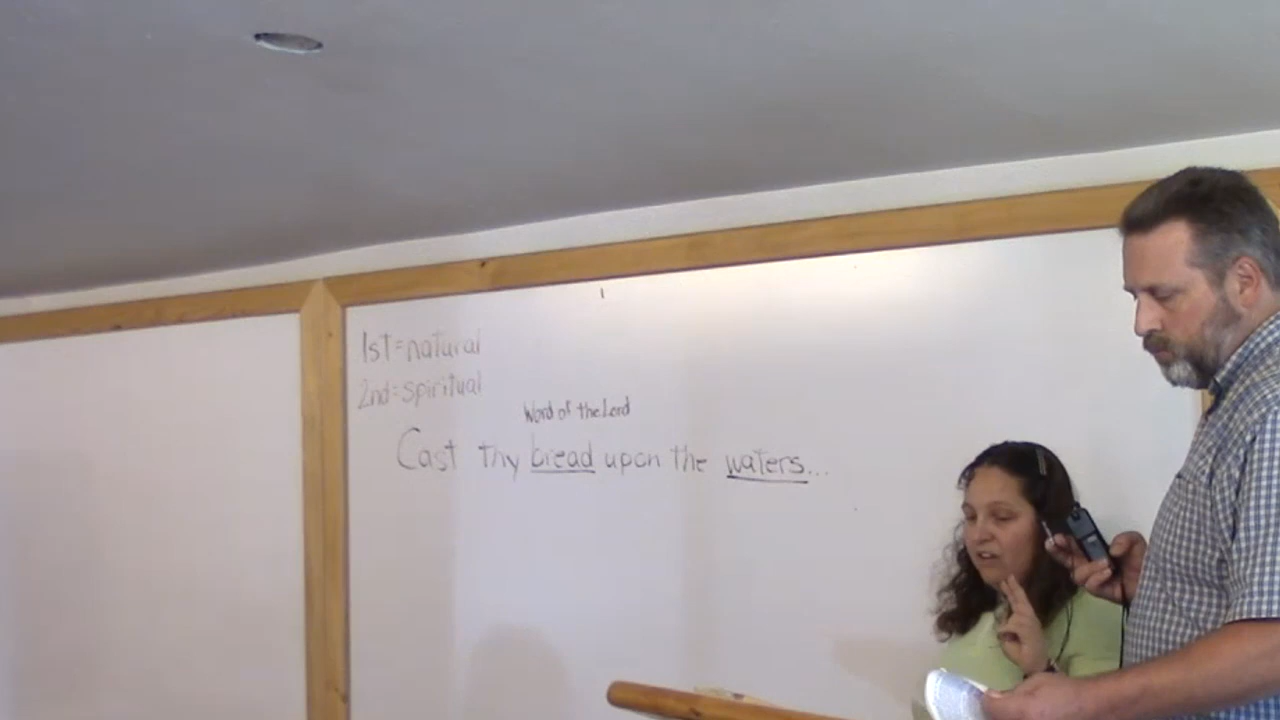 1st=natural
2nd=spiritual
Word of the Lord
Cast thy bread upon the waters...